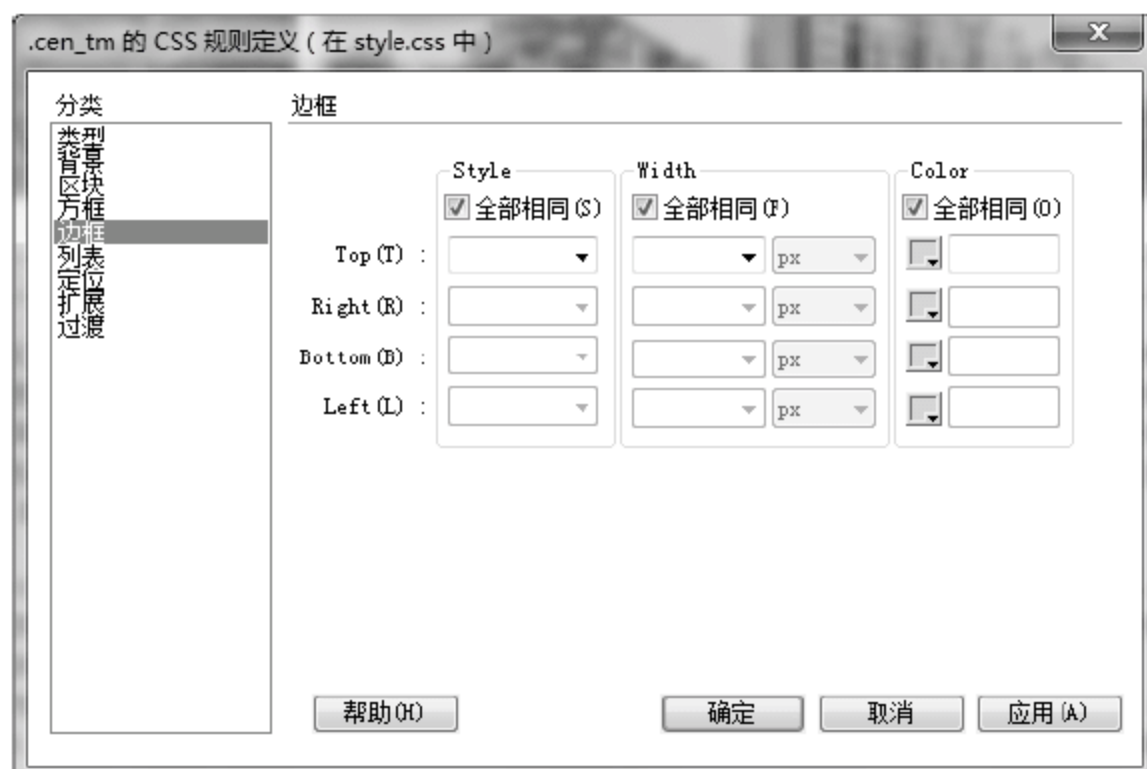 .cen_tm 的 CSS 规则定义 ( 在 style.css 中 )
分类
边框
类型
背景
区块
方框
边框
列表
定位
扩展
过渡
Style
Width
Color
全部相同(S)
全部相同(F)
全部相同(O)
Top(T) :
px
Right(R) :
px
Bottom(B) :
px
Left(L) :
px
帮助(H)
确定
取消
应用(A)